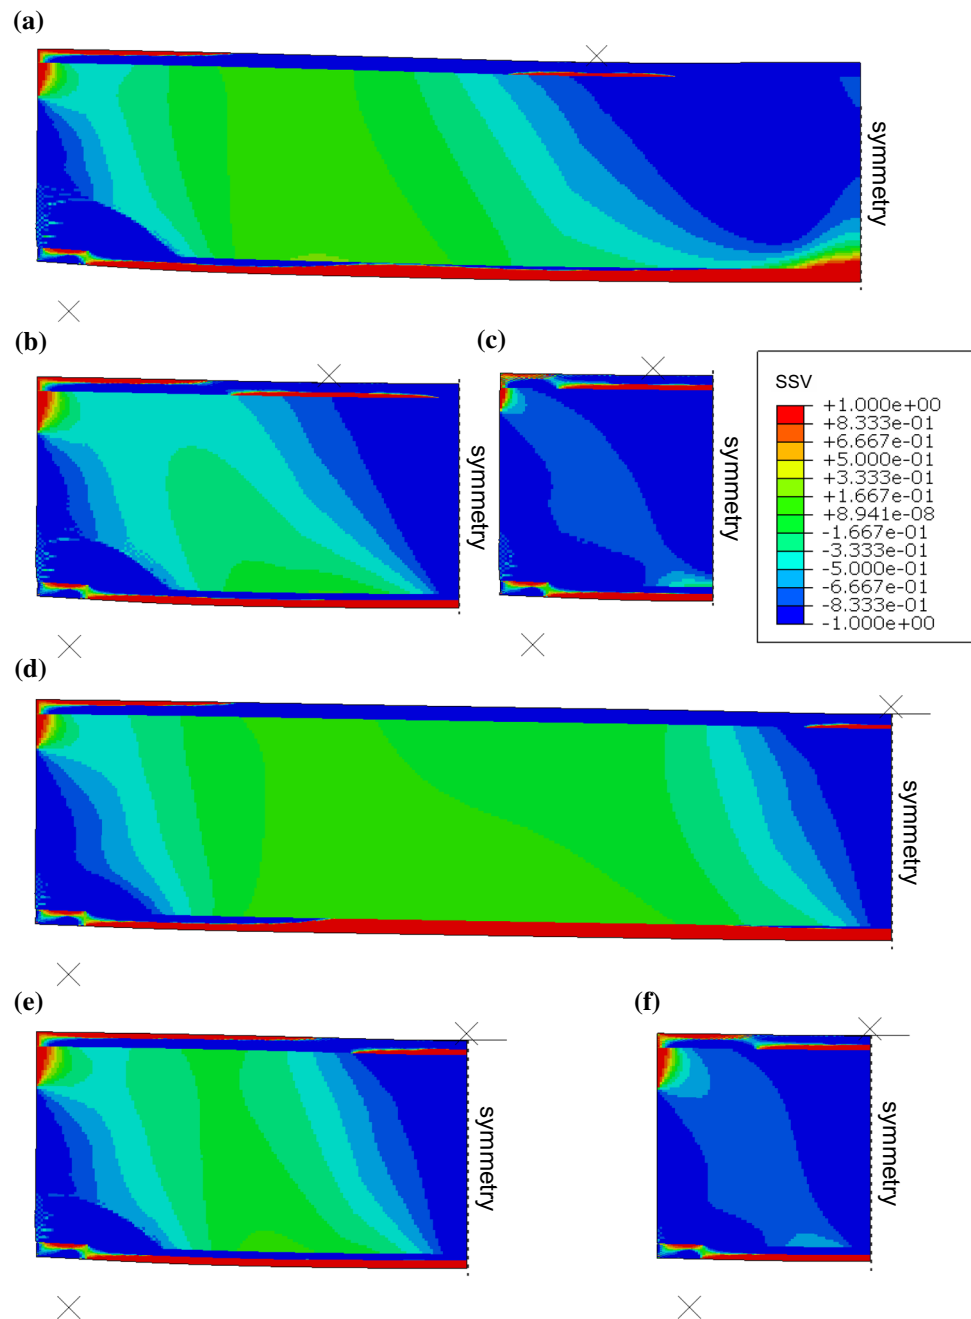 (a)
symmetry
(b)
(c)
symmetry
symmetry
SSV
+1.000e+00
+8.333e-01
+6.667e-01
+5.000e-01
+3.333e-01
+1.667e-01
+8.941e-08
-1.667e-01
-3.333e-01
-5.000e-01
-6.667e-01
-8.333e-01
-1.000e+00
(d)
symmetry
(e)
(f)
symmetry
symmetry